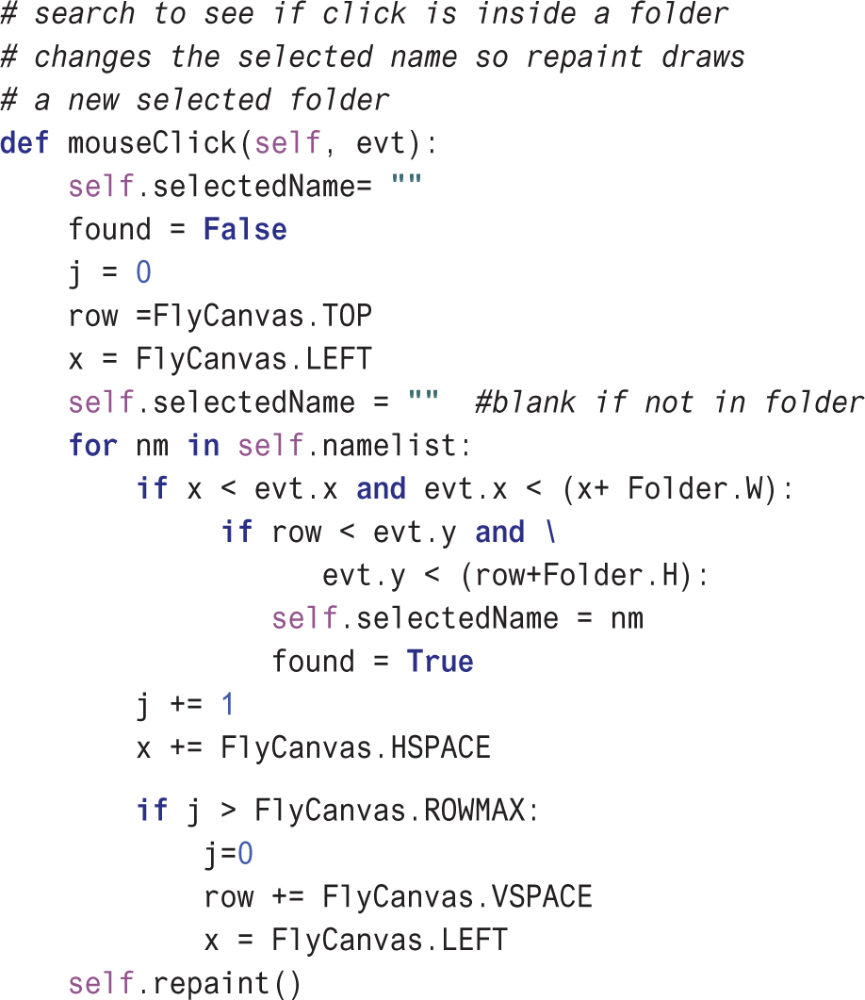 # search to see if click is inside a folder
# changes the selected name so repaint draws
# a new selected folder
def mouseClick(self, evt):
    self.selectedName= ""
    found = False
    j = 0
    row =FlyCanvas.TOP
    x = FlyCanvas.LEFT
    self.selectedName = ""  #blank if not in folder
    for nm in self.namelist:
        if x < evt.x and evt.x < (x+ Folder.W):
             if row < evt.y and \
                   evt.y < (row+Folder.H):
                self.selectedName = nm
                found = True
        j += 1
        x += FlyCanvas.HSPACE
        if j > FlyCanvas.ROWMAX:
            j=0
            row += FlyCanvas.VSPACE
            x = FlyCanvas.LEFT
    self.repaint()